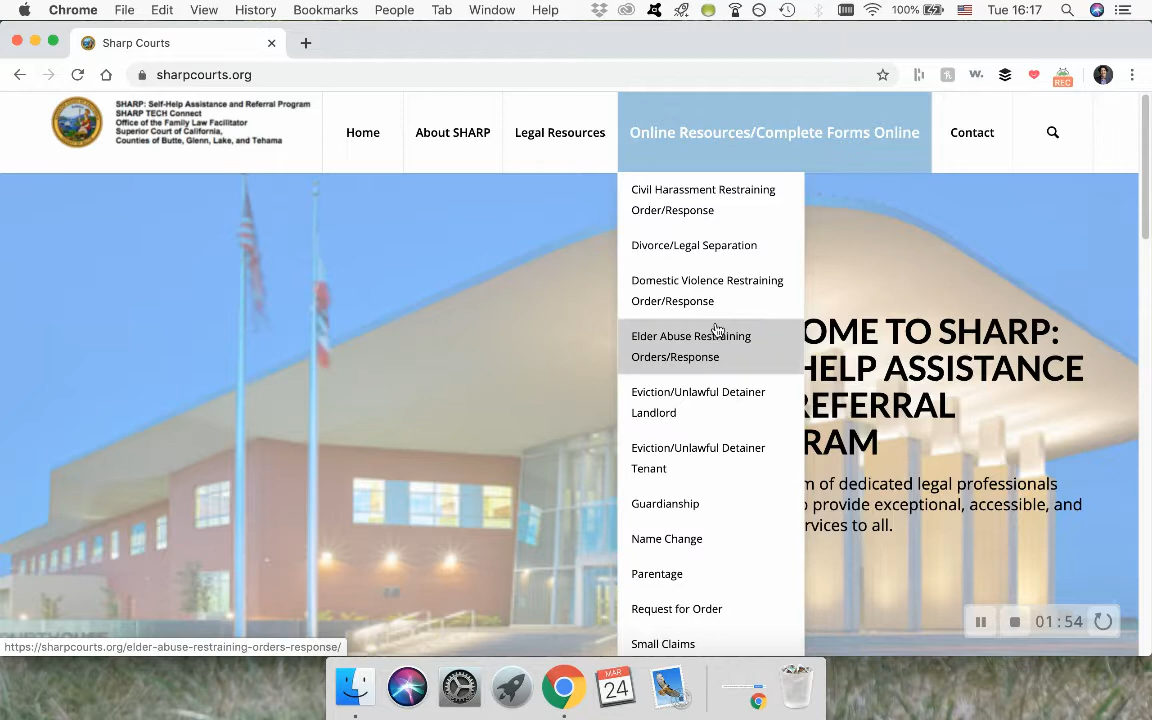 Chrome File Edit View History Bookmarks People Tab Window Help 100% Tue 16:17
Sharp Courts
sharpcourts.org
REC
SHARP: Self-Help Assistance and Referral Program
SHARP TECH Connect
Office of the Family Law Facilitator
Superior Court of California,
Counties of Butte, Glenn, Lake, and Tehama
Home
About SHARP
Legal Resources
Online Resources/Complete Forms Online
Contact
Civil Harassment Restraining
Order/Response
Divorce/Legal Separation
Domestic Violence Restraining
Order/Response
Elder Abuse Restraining
Orders/Response
Eviction/Unlawful Detainer
Landlord
Eviction/Unlawful Detainer
Tenant
Guardianship
Name Change
Parentage
Request for Order
Small Claims
OME TO SHARP:
HELP ASSISTANCE
REFERRAL
RAM
m of dedicated legal professionals
o provide exceptional, accessible, and
rvices to all.
01:54
https://sharpcourts.org/elder-abuse-restraining-orders-response/
MAR
24